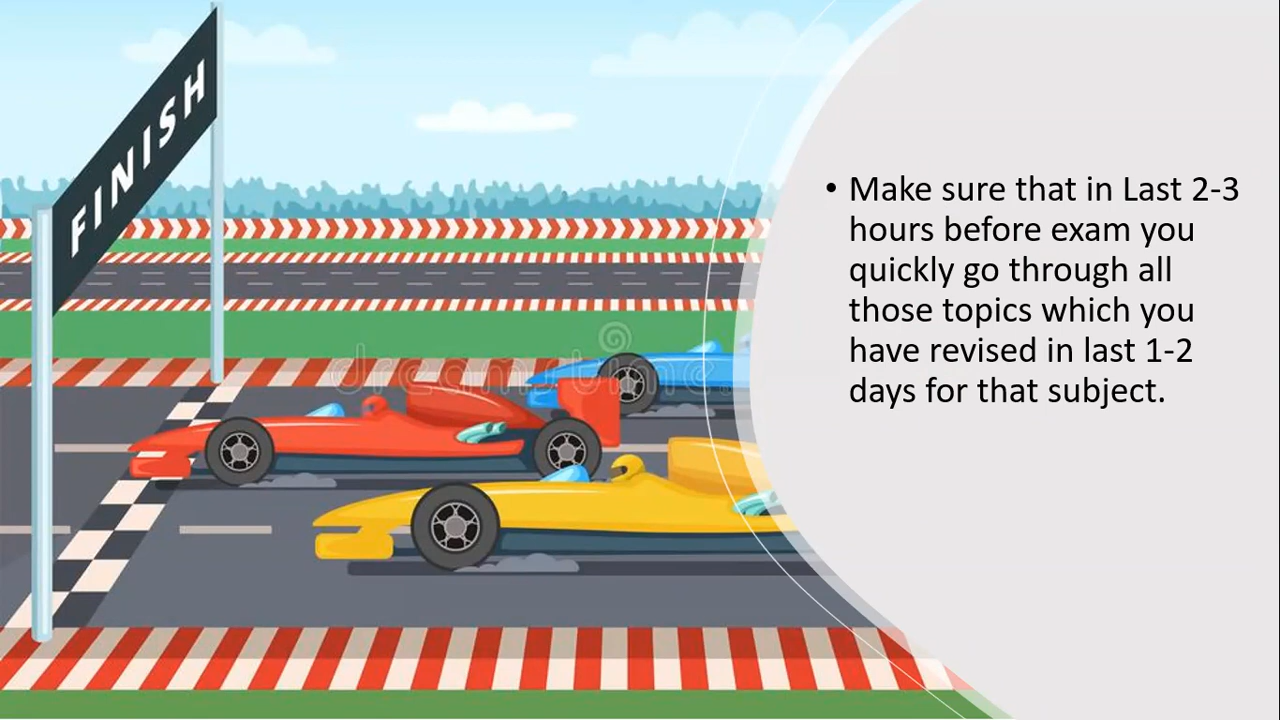 FINISH
dreamstime
• Make sure that in Last 2-3
hours before exam you
quickly go through all
those topics which you
have revised in last 1-2
days for that subject.